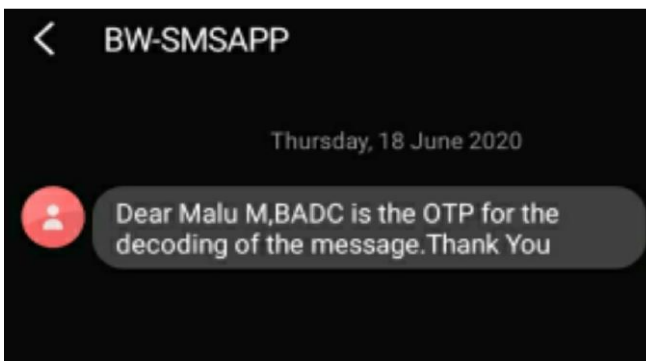 BW-SMSAPP
Thursday, 18 June 2020
Dear Malu M,BADC is the OTP for the
decoding of the message.Thank You